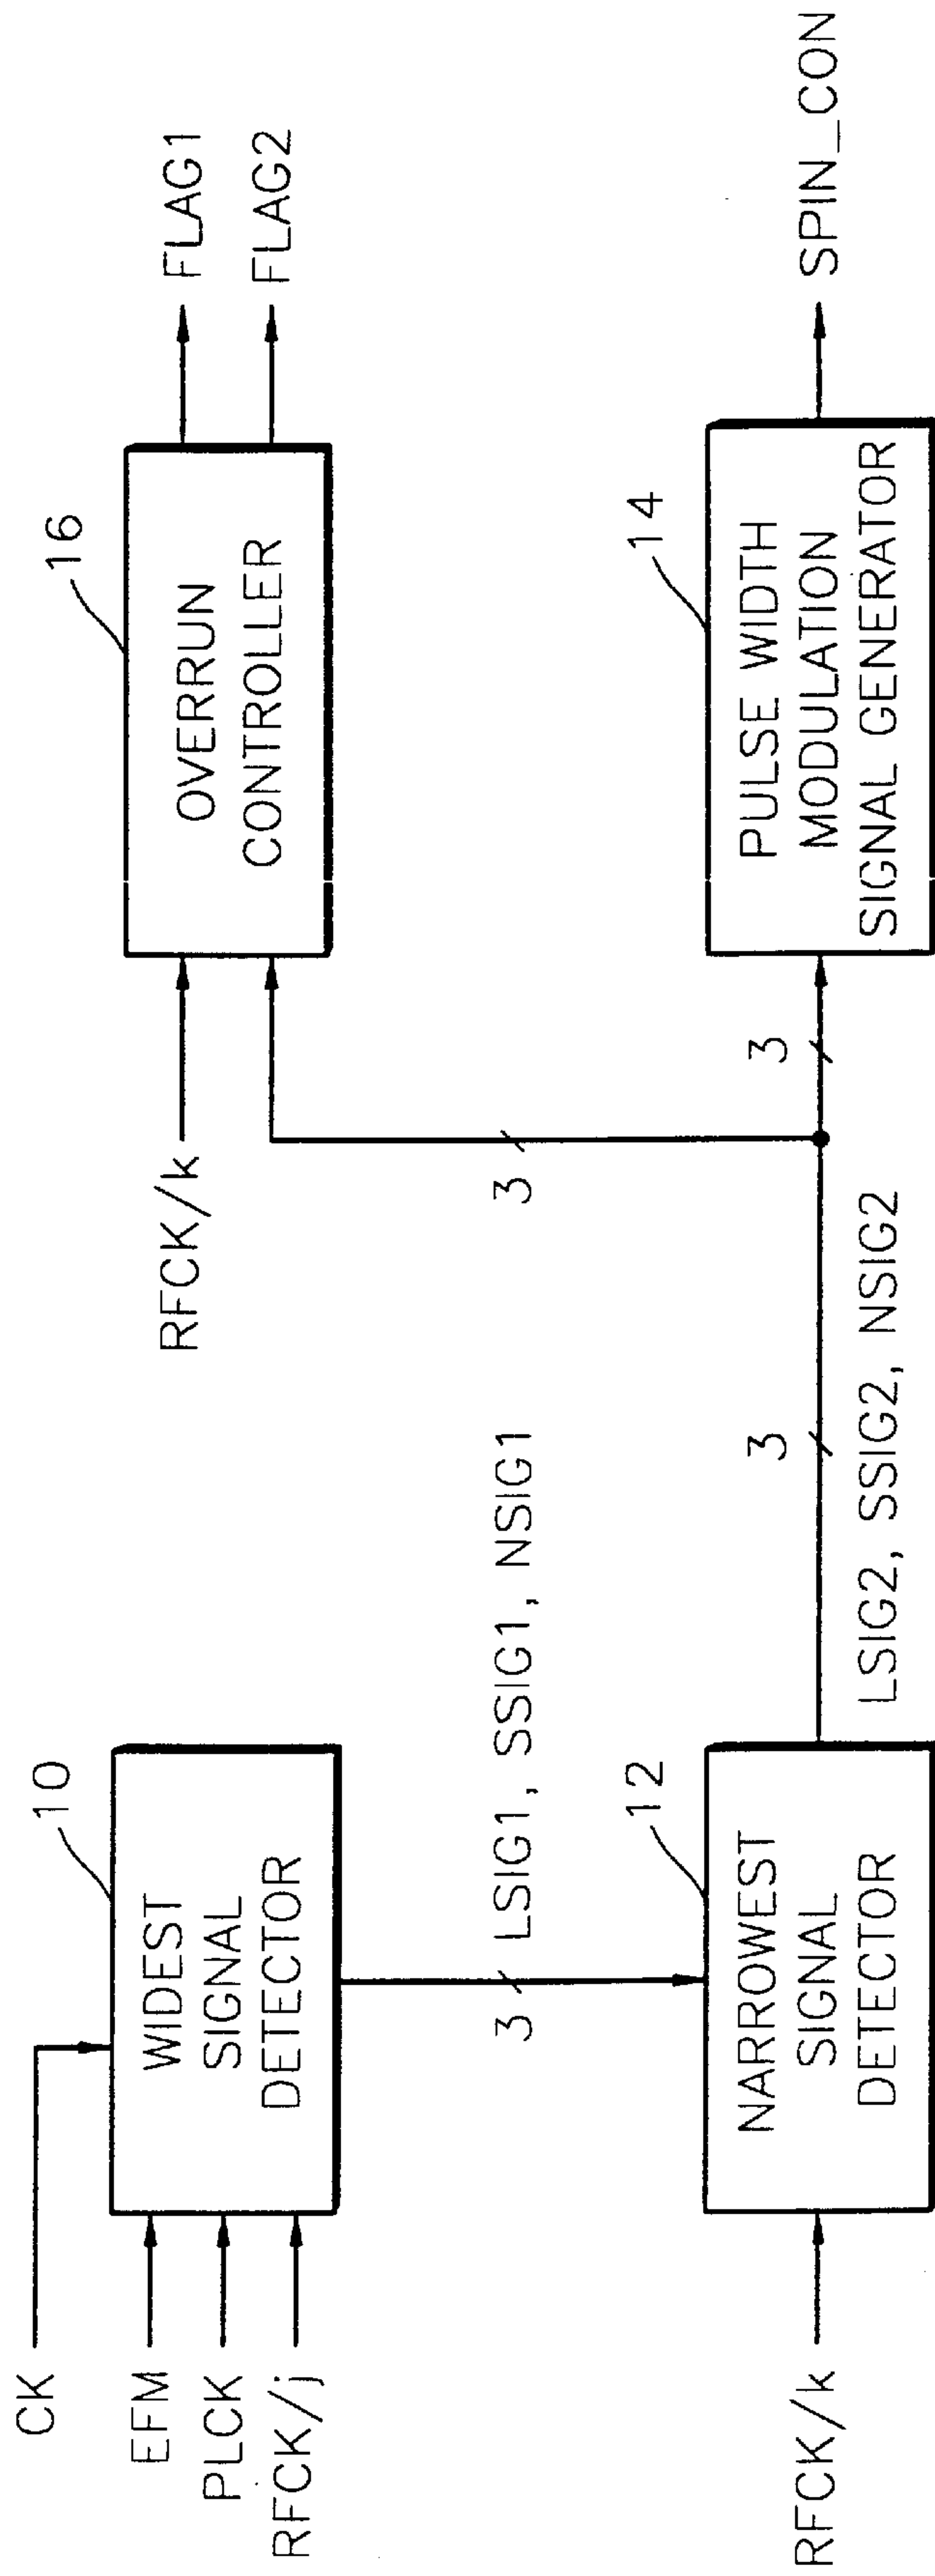 CK
EFM
PLCK
RFCK/j
10
WIDEST
SIGNAL
DETECTOR
3
LSIG1, SSIG1, NSIG1
RFCK/k
12
NARROWEST
SIGNAL
DETECTOR
3
LSIG2, SSIG2, NSIG2
3
3
RFCK/k
16
OVERRUN
CONTROLLER
FLAG1
FLAG2
14
PULSE WIDTH
MODULATION
SIGNAL GENERATOR
SPIN_CON